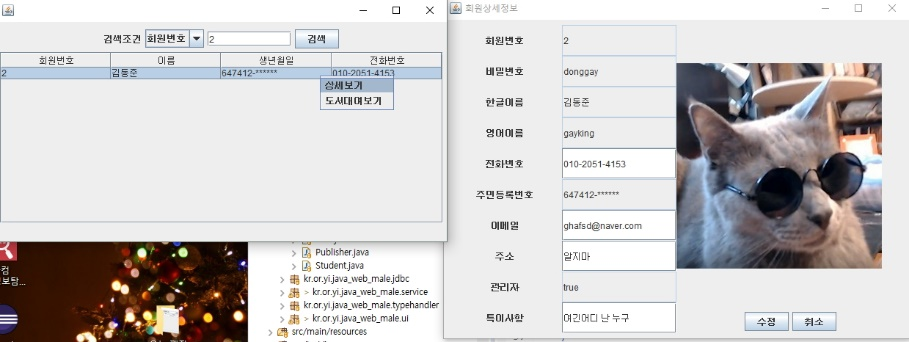 검색조건 회원번호 2 검색
회원번호 이름 생년월일 전화번호
2 김동준 647412-****** 010-2051-4153
상세보기
도서대여보기
Publisher.java
Student.java
kr.or.yi.java_web_male.jdbc
> kr.or.yi.java_web_male.service
kr.or.yi.java_web_male.typehandler
> kr.or.yi.java_web_male.ui
src/main/resources
회원상세정보
회원번호 2
비밀번호 donggay
한글이름 김동준
영어이름 gayking
전화번호 010-2051-4153
주민등록번호 647412-******
이메일 ghafsd@naver.com
주소 알지마
관리자 true
특이사항 여긴어디 난 누구
수정 취소